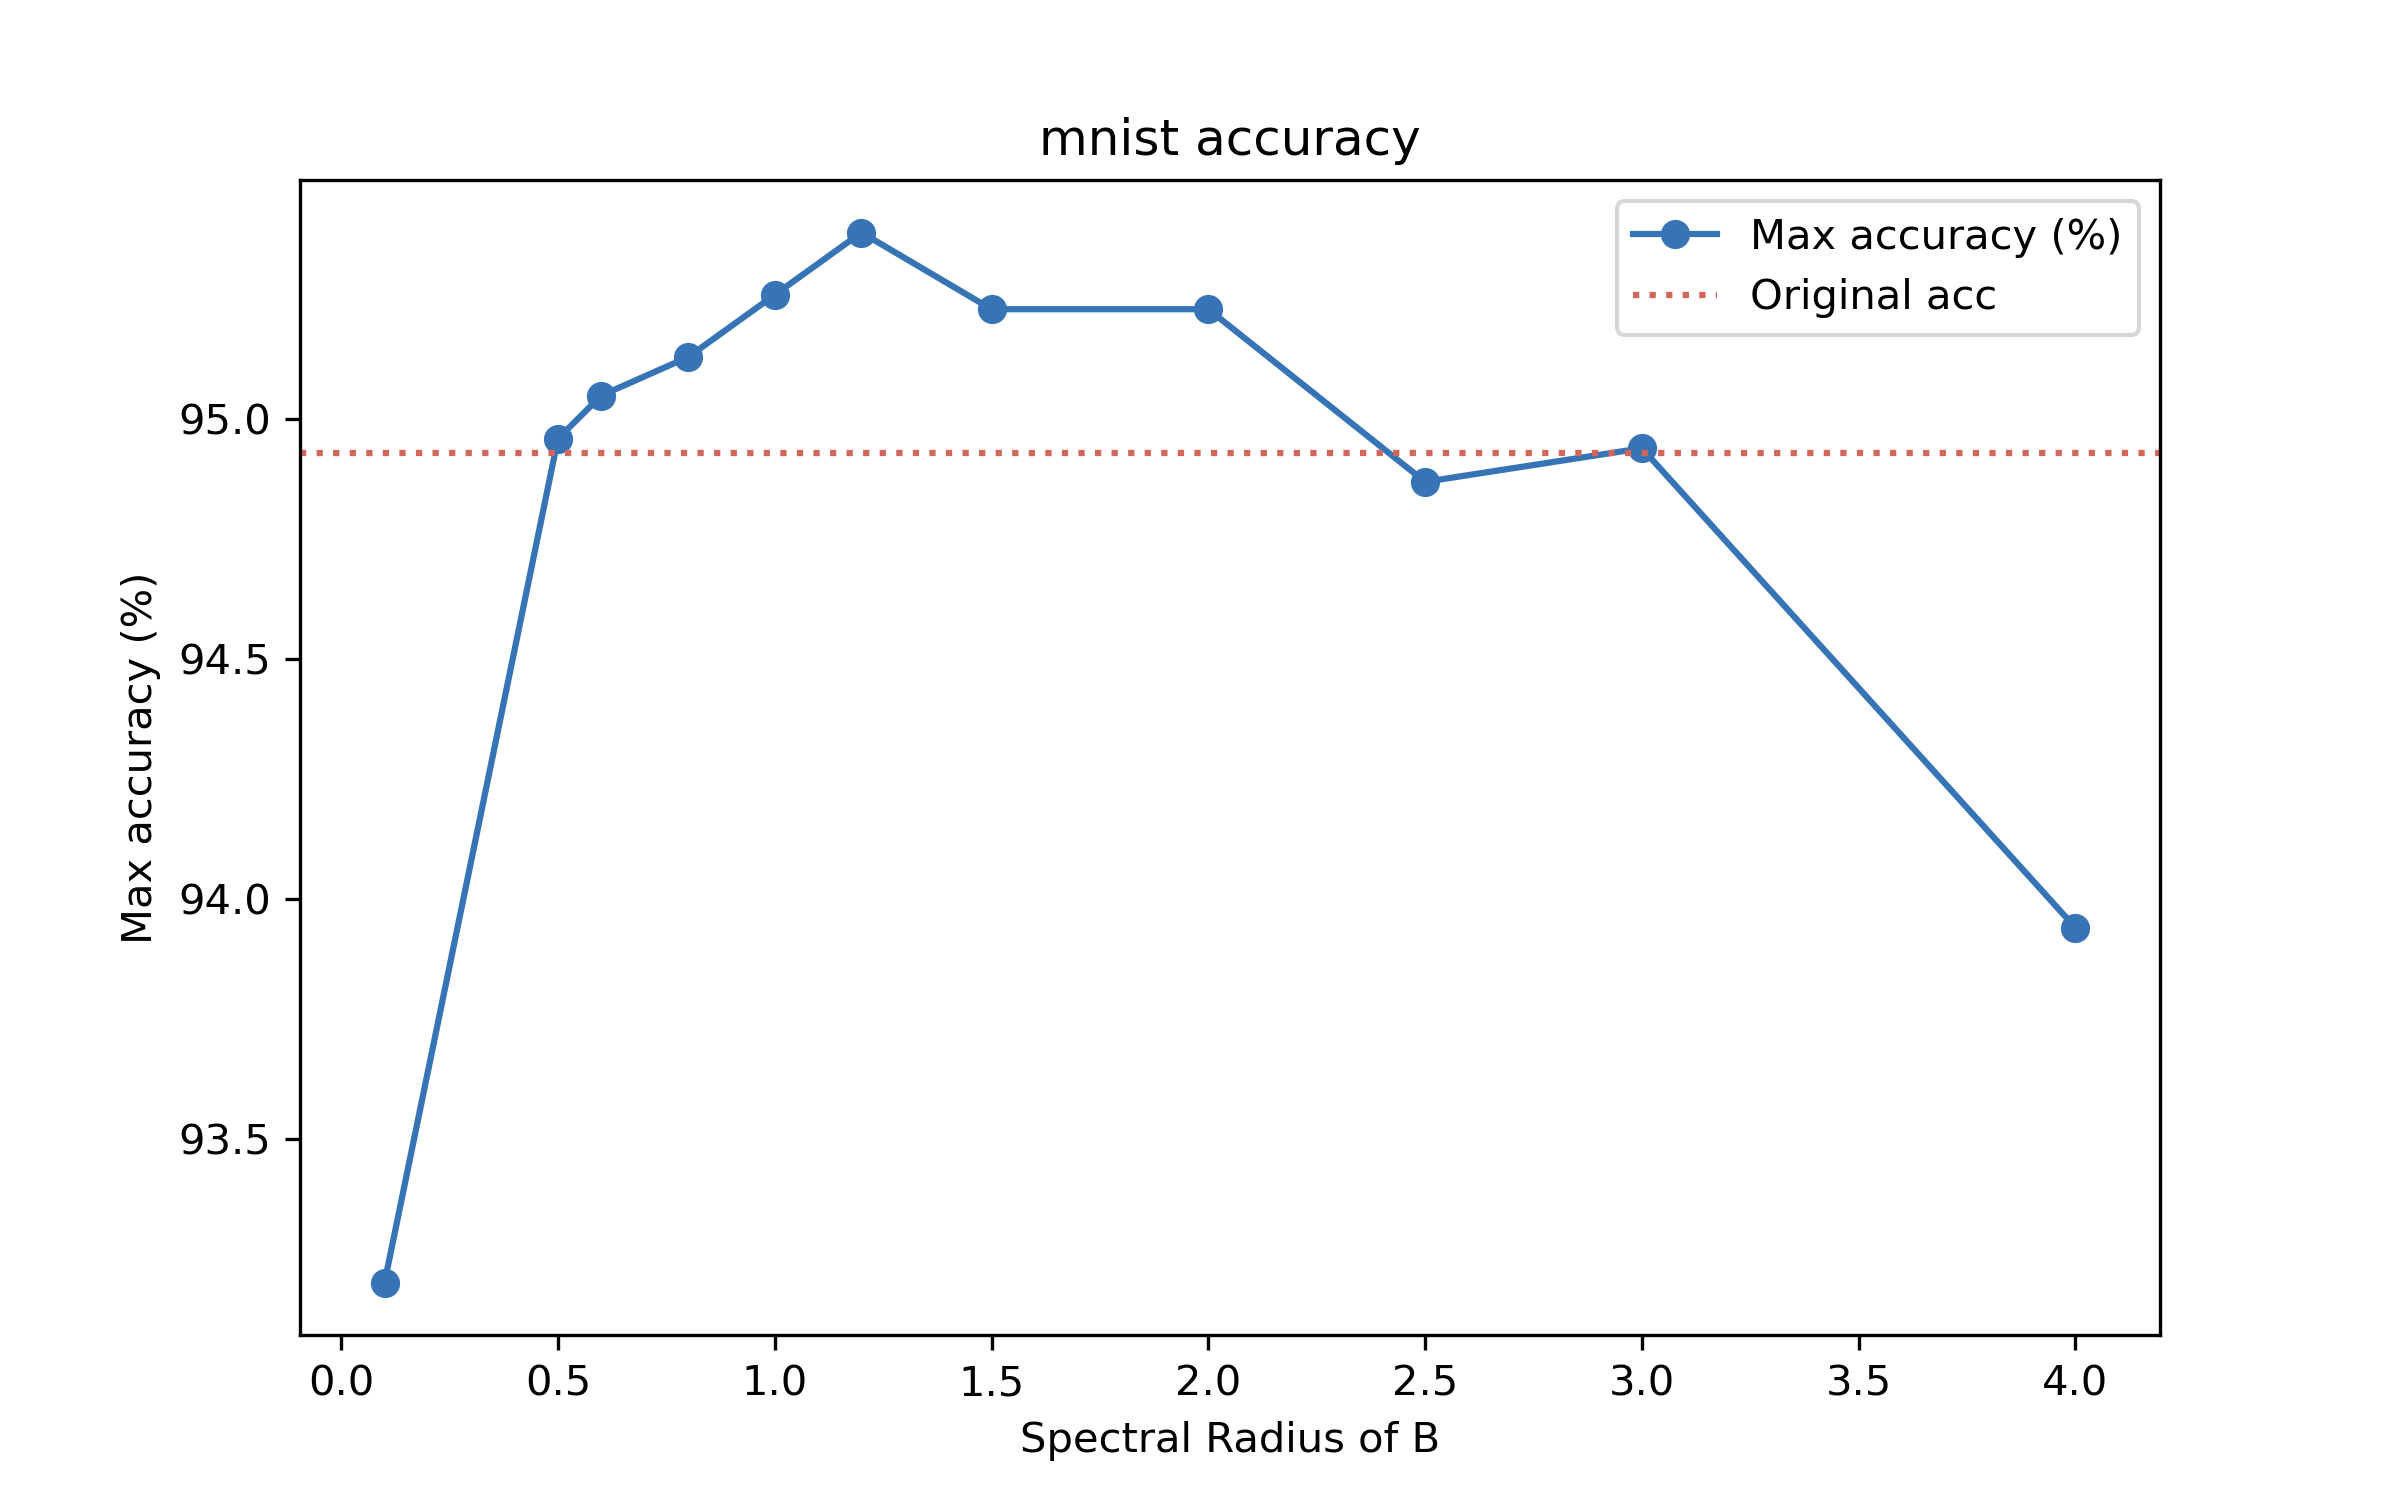 mnist accuracy
Max accuracy (%)
Original acc
95.0
94.5
94.0
93.5
Max accuracy (%)
0.0 0.5 1.0 1.5 2.0 2.5 3.0 3.5 4.0
Spectral Radius of B